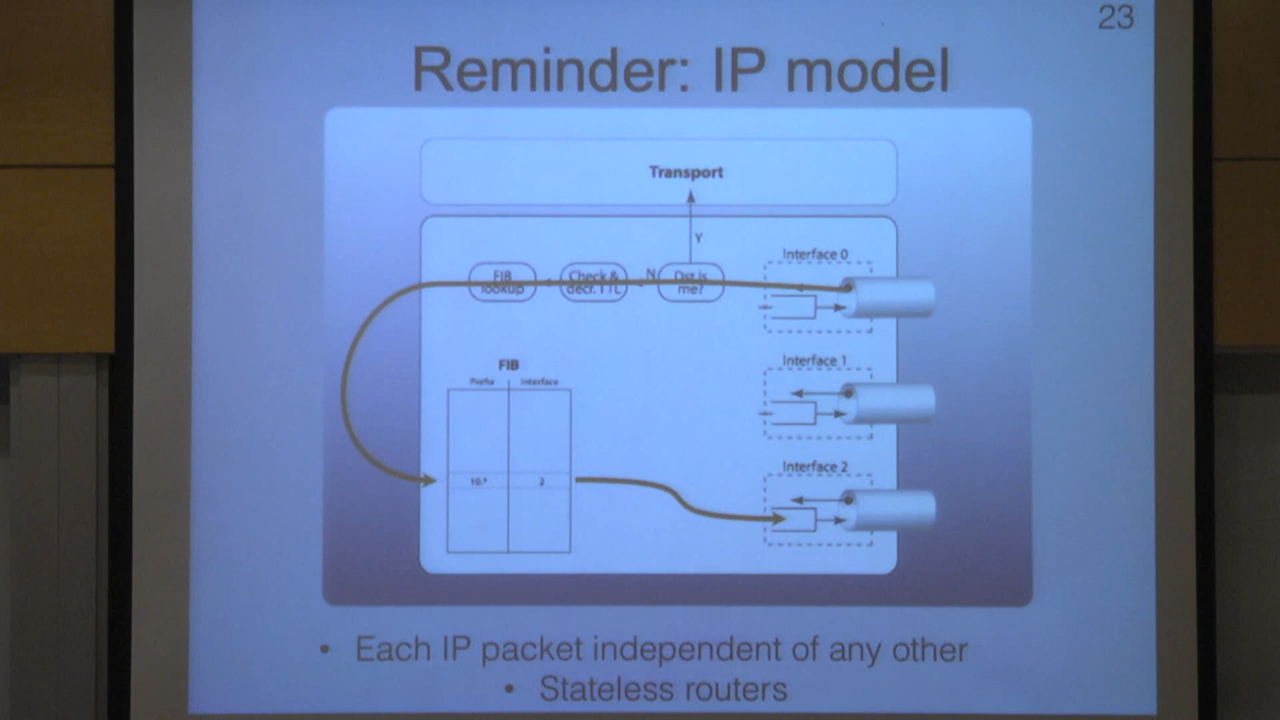 23
Reminder: IP model
Transport
Y
Interface 0
FIB lookup
Check & decr. TTL
N
Dst is me?
Interface 1
FIB
Prefix Interface
Interface 2
10.* 2
• Each IP packet independent of any other
• Stateless routers